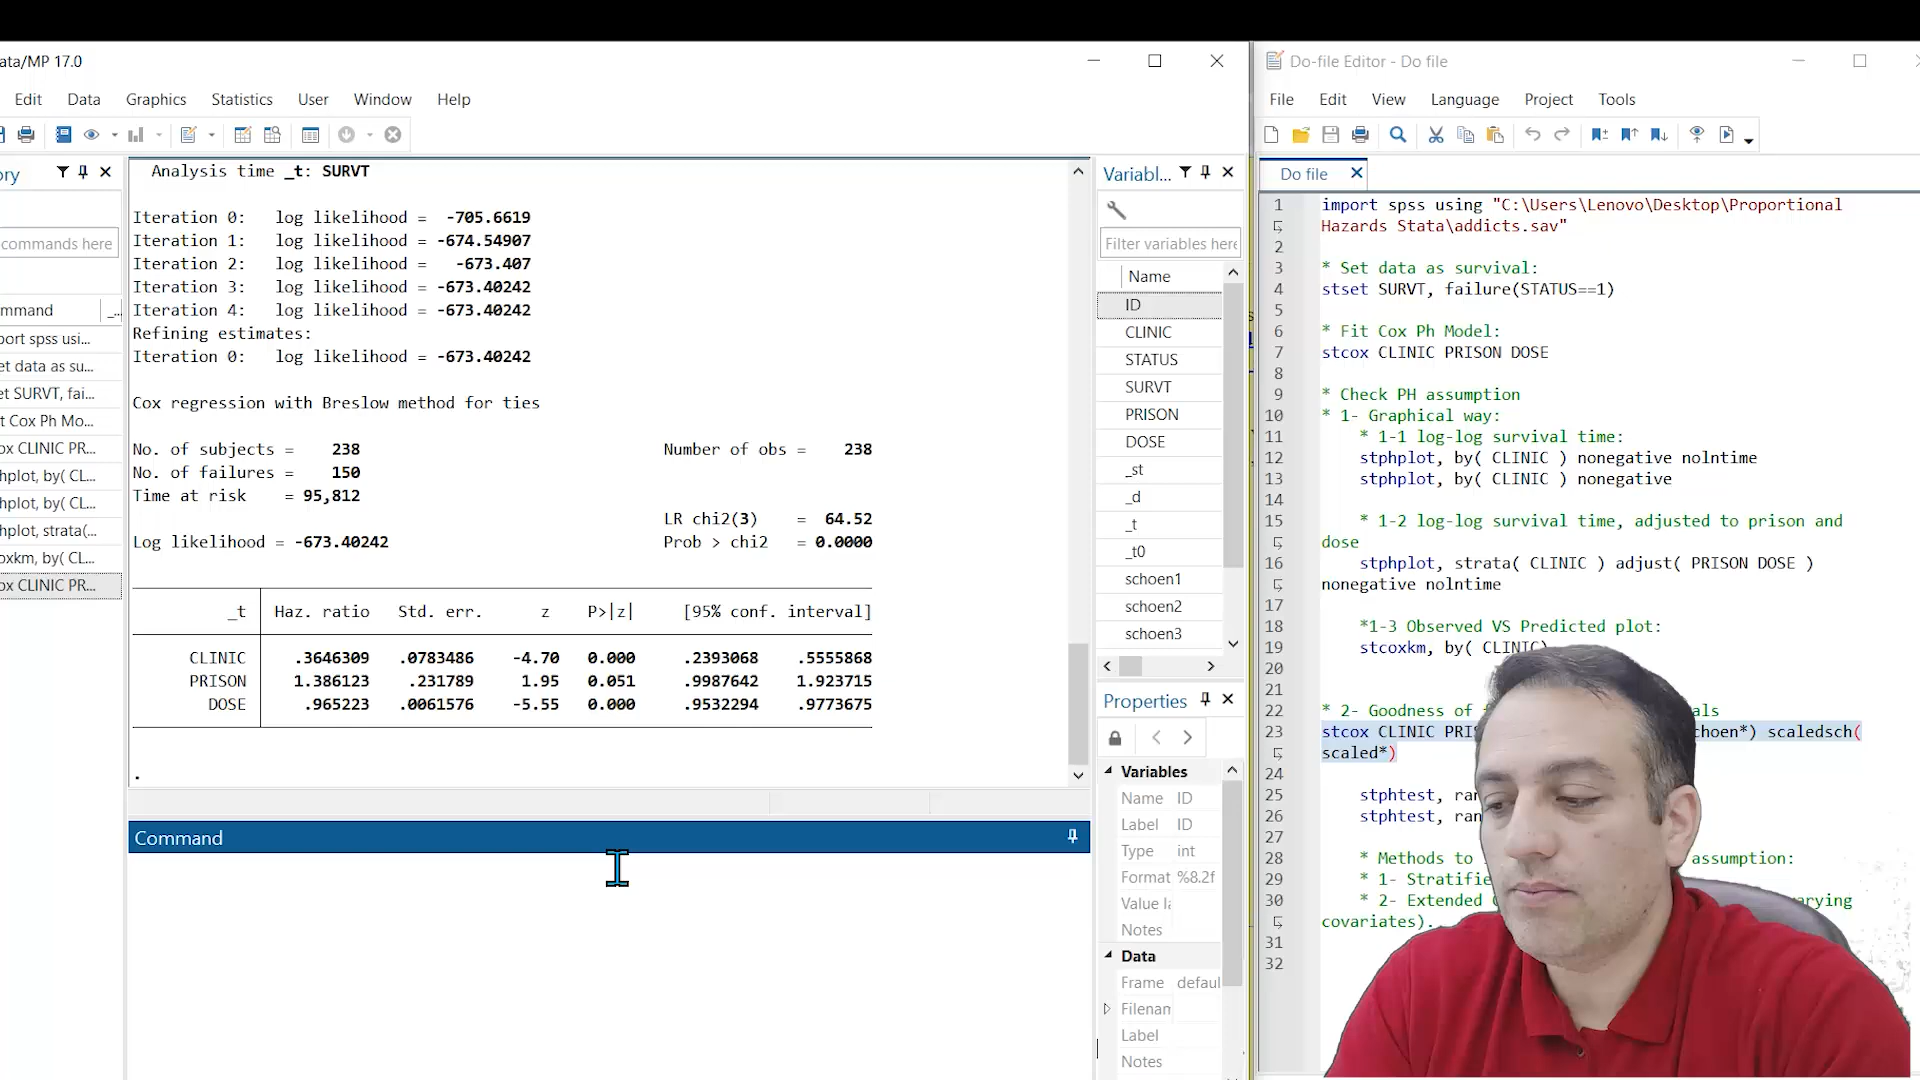 ata/MP 17.0
Edit Data Graphics Statistics User Window Help
ory
commands here
mmand _...
port spss usi...
et data as su...
et SURVT, fai...
t Cox Ph Mo...
ox CLINIC PR...
hplot, by( CL...
hplot, by( CL...
hplot, strata(...
oxkm, by( CL...
ox CLINIC PR...
Analysis time _t: SURVT
Iteration 0: log likelihood = -705.6619
Iteration 1: log likelihood = -674.54907
Iteration 2: log likelihood = -673.407
Iteration 3: log likelihood = -673.40242
Iteration 4: log likelihood = -673.40242
Refining estimates:
Iteration 0: log likelihood = -673.40242
Cox regression with Breslow method for ties
No. of subjects = 238 Number of obs = 238
No. of failures = 150
Time at risk = 95,812
LR chi2(3) = 64.52
Log likelihood = -673.40242 Prob > chi2 = 0.0000
_t Haz. ratio Std. err. z P>|z| [95% conf. interval]
CLINIC .3646309 .0783486 -4.70 0.000 .2393068 .5555868
PRISON 1.386123 .231789 1.95 0.051 .9987642 1.923715
DOSE .965223 .0061576 -5.55 0.000 .9532294 .9773675
.
Command
Variabl...
Filter variables here
Name
ID
CLINIC
STATUS
SURVT
PRISON
DOSE
_st
_d
_t
_t0
schoen1
schoen2
schoen3
Properties
Variables
Name ID
Label ID
Type int
Format %8.2f
Value la
Notes
Data
Frame defaul
Filenam
Label
Notes
Do-file Editor - Do file
File Edit View Language Project Tools
Do file
1 import spss using "C:\Users\Lenovo\Desktop\Proportional
Hazards Stata\addicts.sav"
2
3 * Set data as survival:
4 stset SURVT, failure(STATUS==1)
5
6 * Fit Cox Ph Model:
7 stcox CLINIC PRISON DOSE
8
9 * Check PH assumption
10 * 1- Graphical way:
11 * 1-1 log-log survival time:
12 stphplot, by( CLINIC ) nonegative nolntime
13 stphplot, by( CLINIC ) nonegative
14
15 * 1-2 log-log survival time, adjusted to prison and
dose
16 stphplot, strata( CLINIC ) adjust( PRISON DOSE )
nonegative nolntime
17
18 *1-3 Observed VS Predicted plot:
19 stcoxkm, by( CLINIC)
20
21
22 * 2- Goodness of f als
23 stcox CLINIC PRIS choen*) scaledsch(
scaled*)
24
25 stphtest, ran
26 stphtest, ran
27
28 * Methods to assumption:
29 * 1- Stratifie
30 * 2- Extended varying
covariates).
31
32